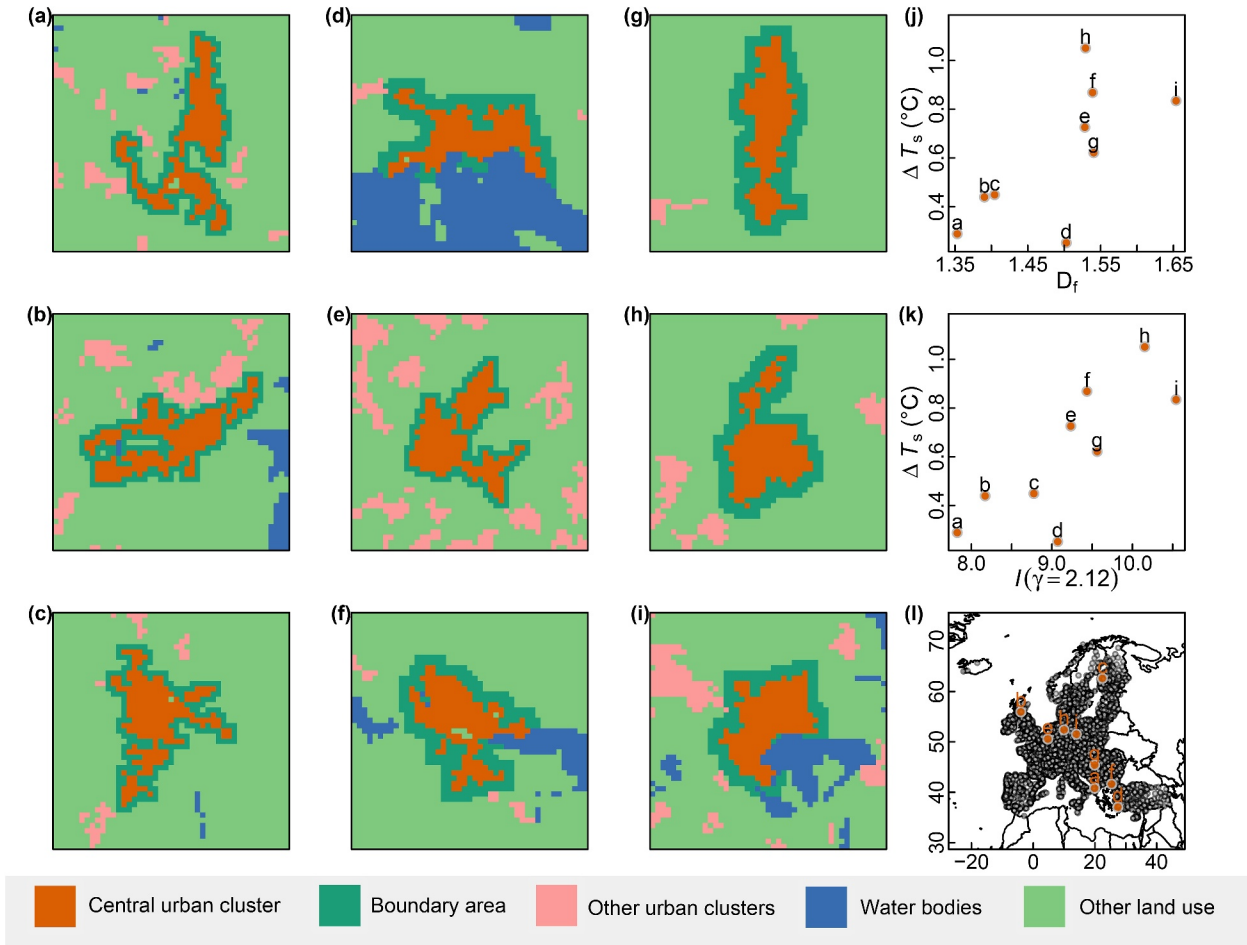 (a)
(d)
(g)
(j)
h
f
i
e
g
b c
a
d
0.4 0.6 0.8 1.0
Δ Ts (°C)
1.35 1.45 1.55 1.65
Df
(b)
(e)
(h)
(k)
h
f
i
e
g
b
c
a
d
0.4 0.6 0.8 1.0
Δ Ts (°C)
8.0 9.0 10.0
I(γ=2.12)
(c)
(f)
(i)
(l)
30 40 50 60 70
−20 0 20 40
Central urban cluster
Boundary area
Other urban clusters
Water bodies
Other land use